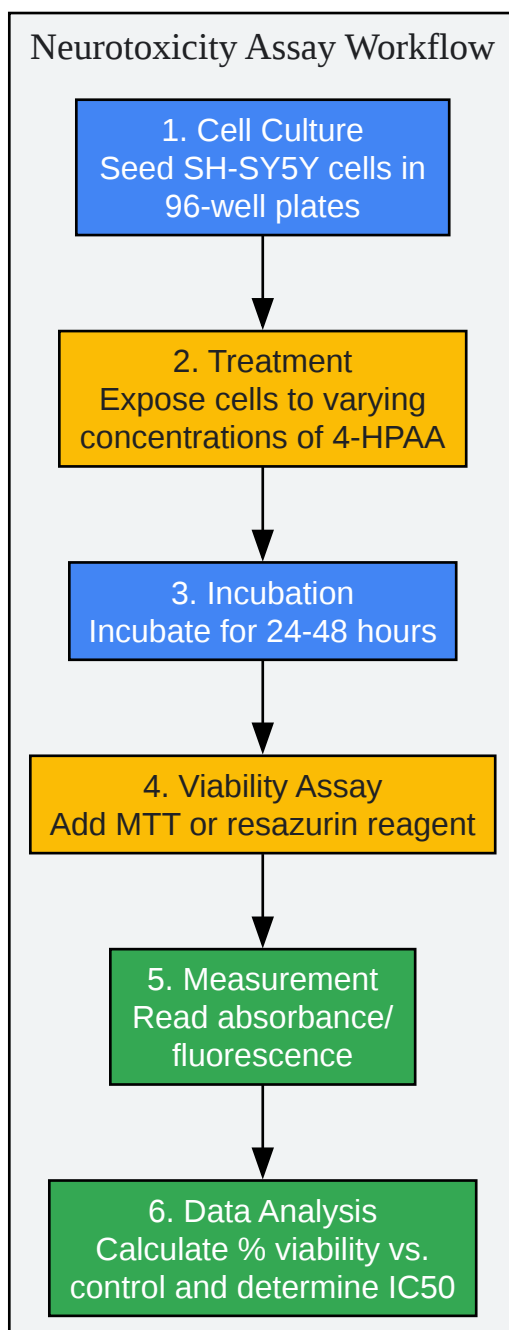 Neurotoxicity Assay Workflow
1. Cell Culture
Seed SH-SY5Y cells in
96-well plates
2. Treatment
Expose cells to varying
concentrations of 4-HPAA
3. Incubation
Incubate for 24-48 hours
4. Viability Assay
Add MTT or resazurin reagent
5. Measurement
Read absorbance/
fluorescence
6. Data Analysis
Calculate % viability vs.
control and determine IC50